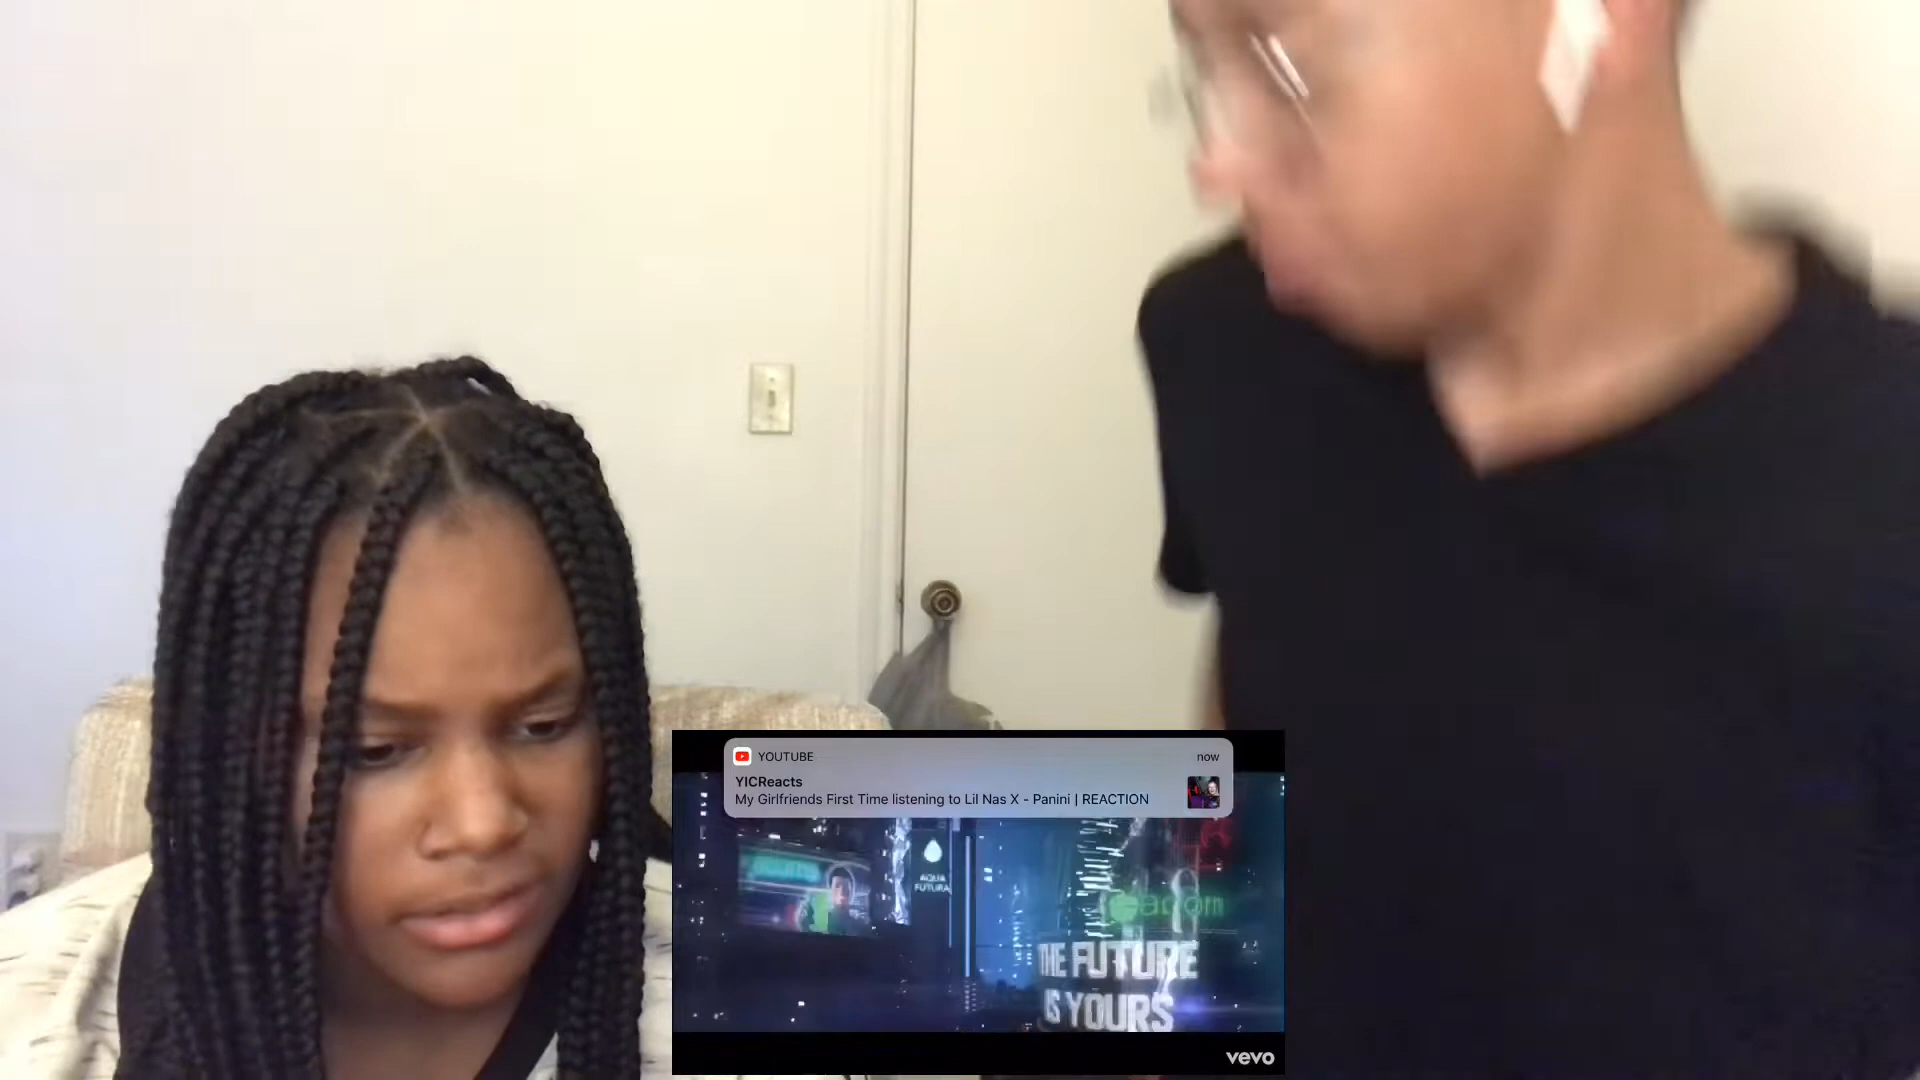 YOUTUBE
now
YICReacts
My Girlfriends First Time listening to Lil Nas X - Panini | REACTION
AQUA
FUTURA
THE FUTURE
IS YOURS
vevo